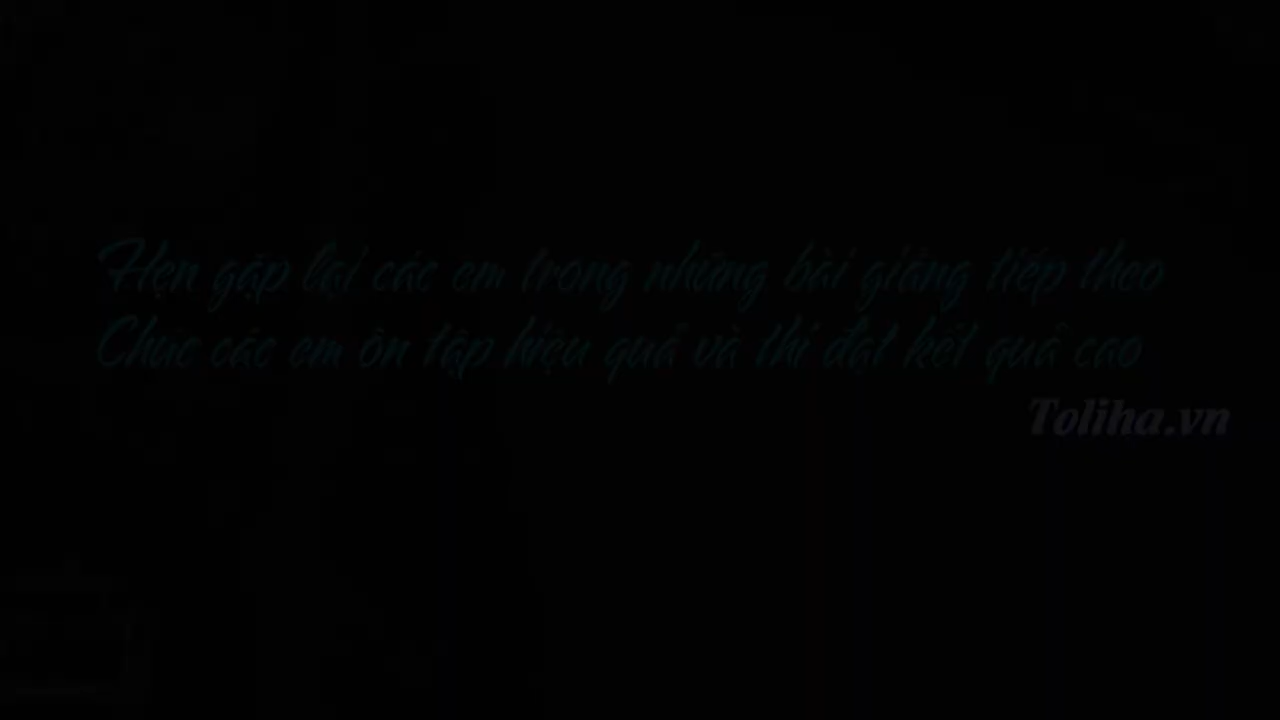 Hẹn gặp lại các em trong những bài giảng tiếp theo
Chúc các em ôn tập hiệu quả và thi đạt kết quả cao
Toliha.vn